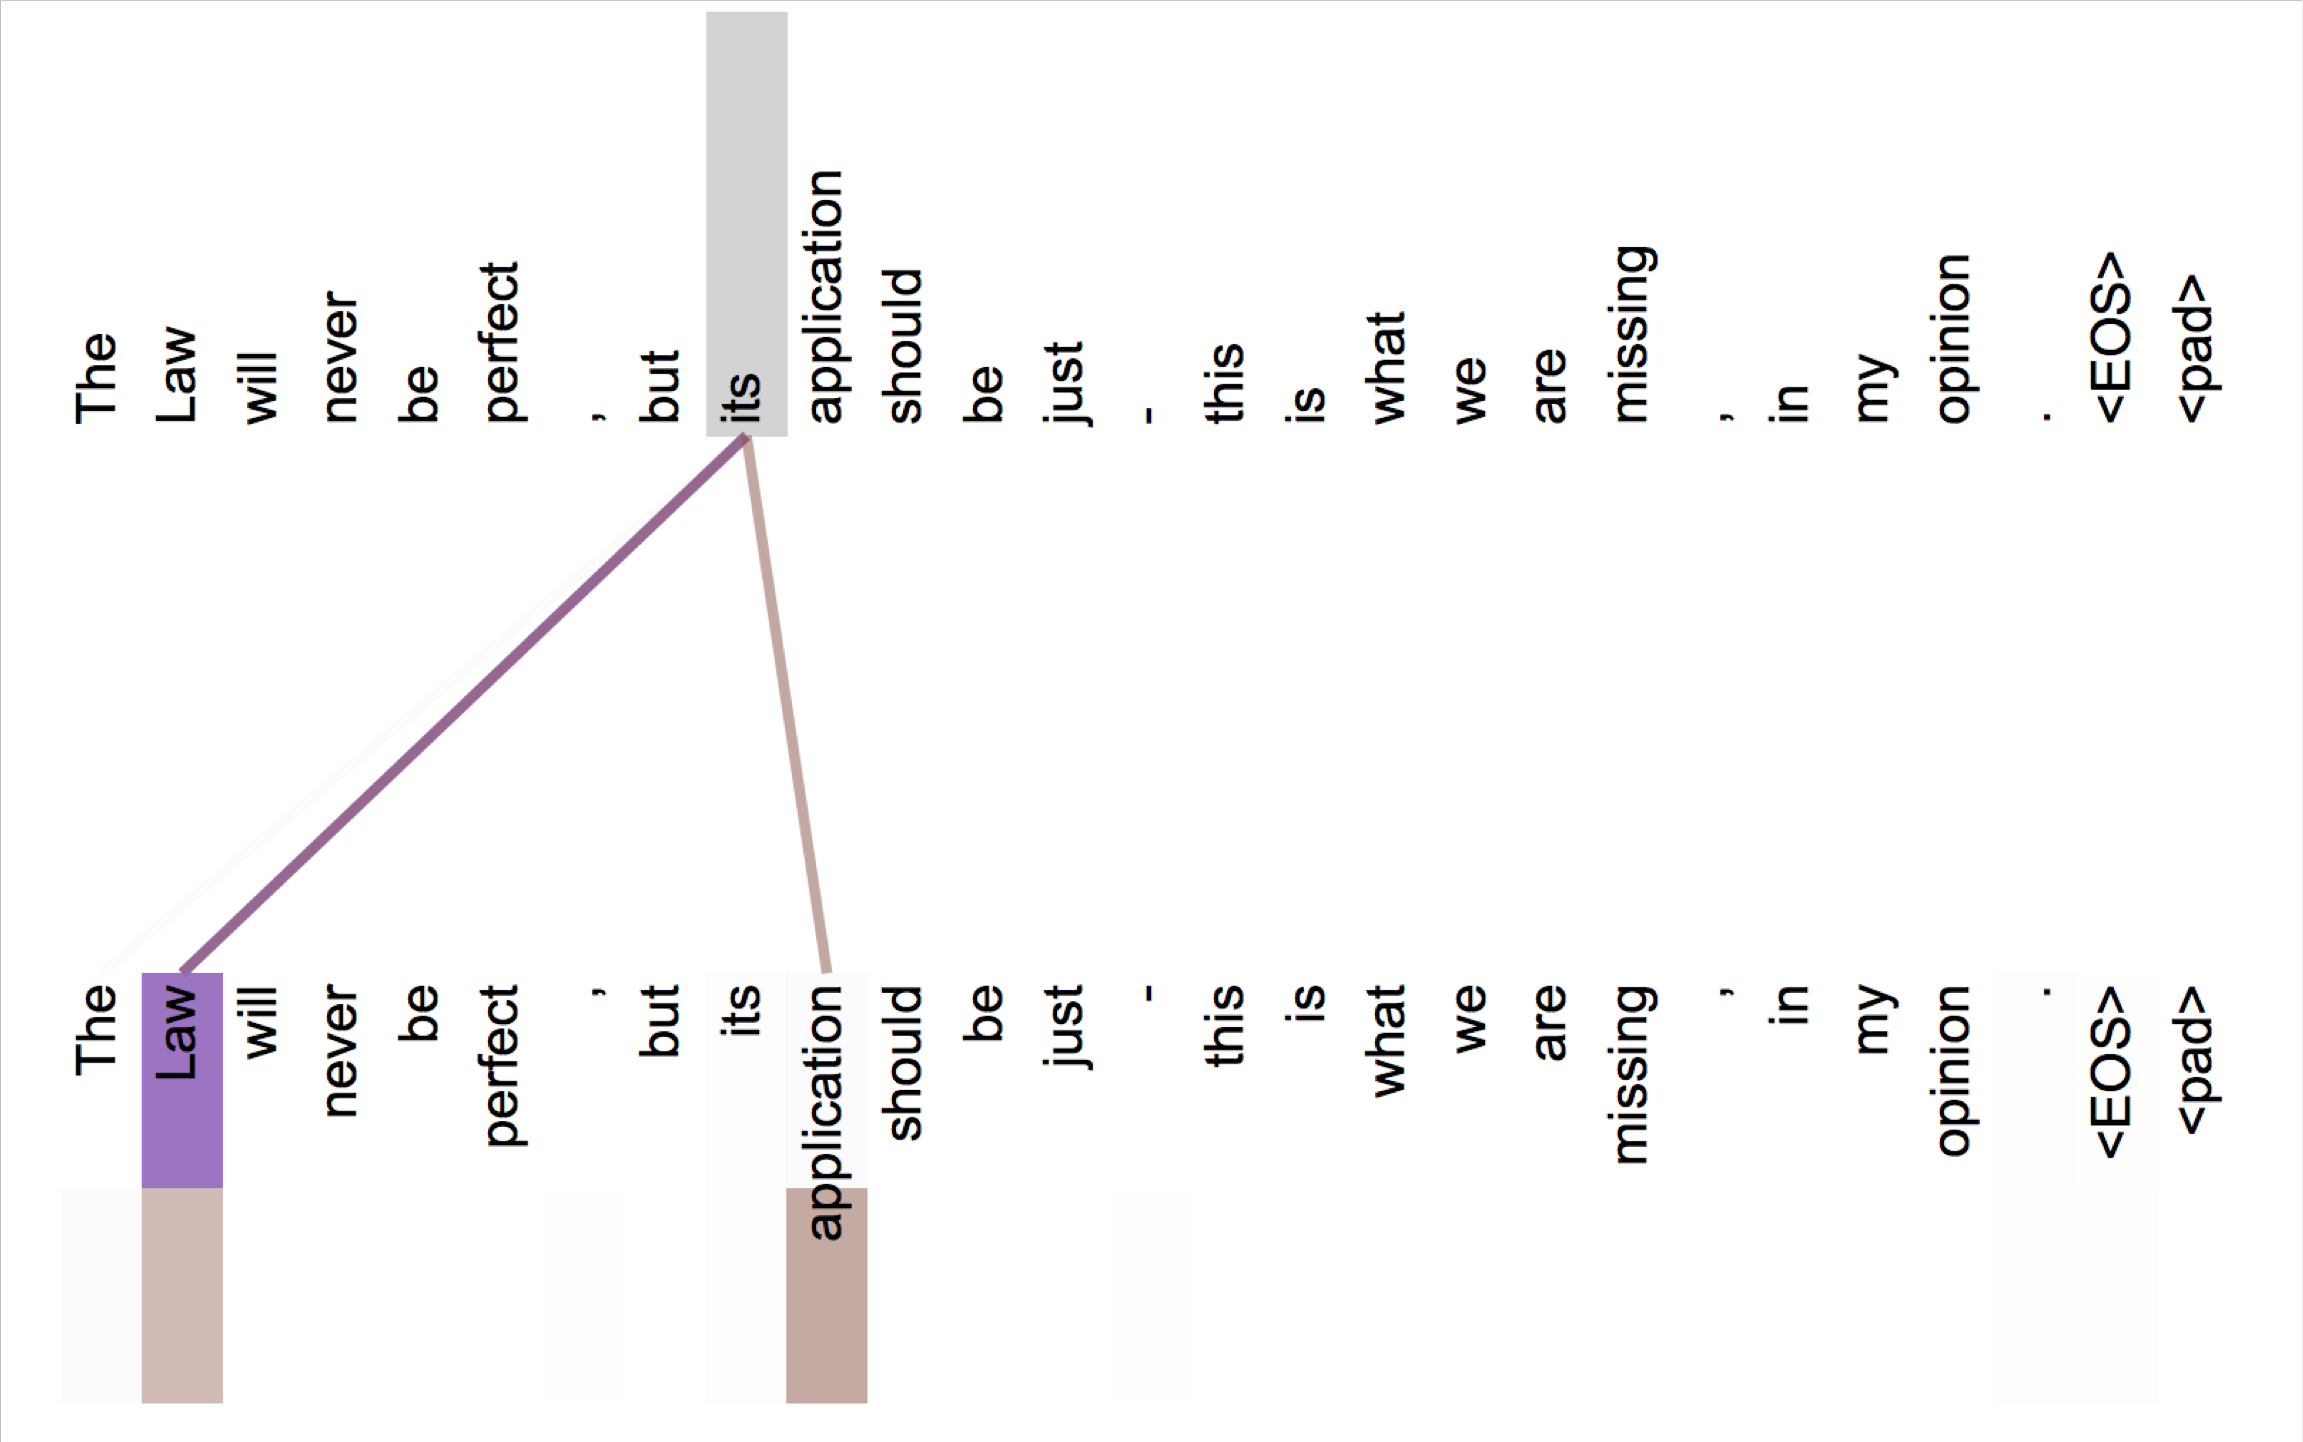 The Law will never be perfect , but its application should be just - this is what we are missing , in my opinion . <EOS> <pad>
The Law will never be perfect , but its application should be just - this is what we are missing , in my opinion . <EOS> <pad>